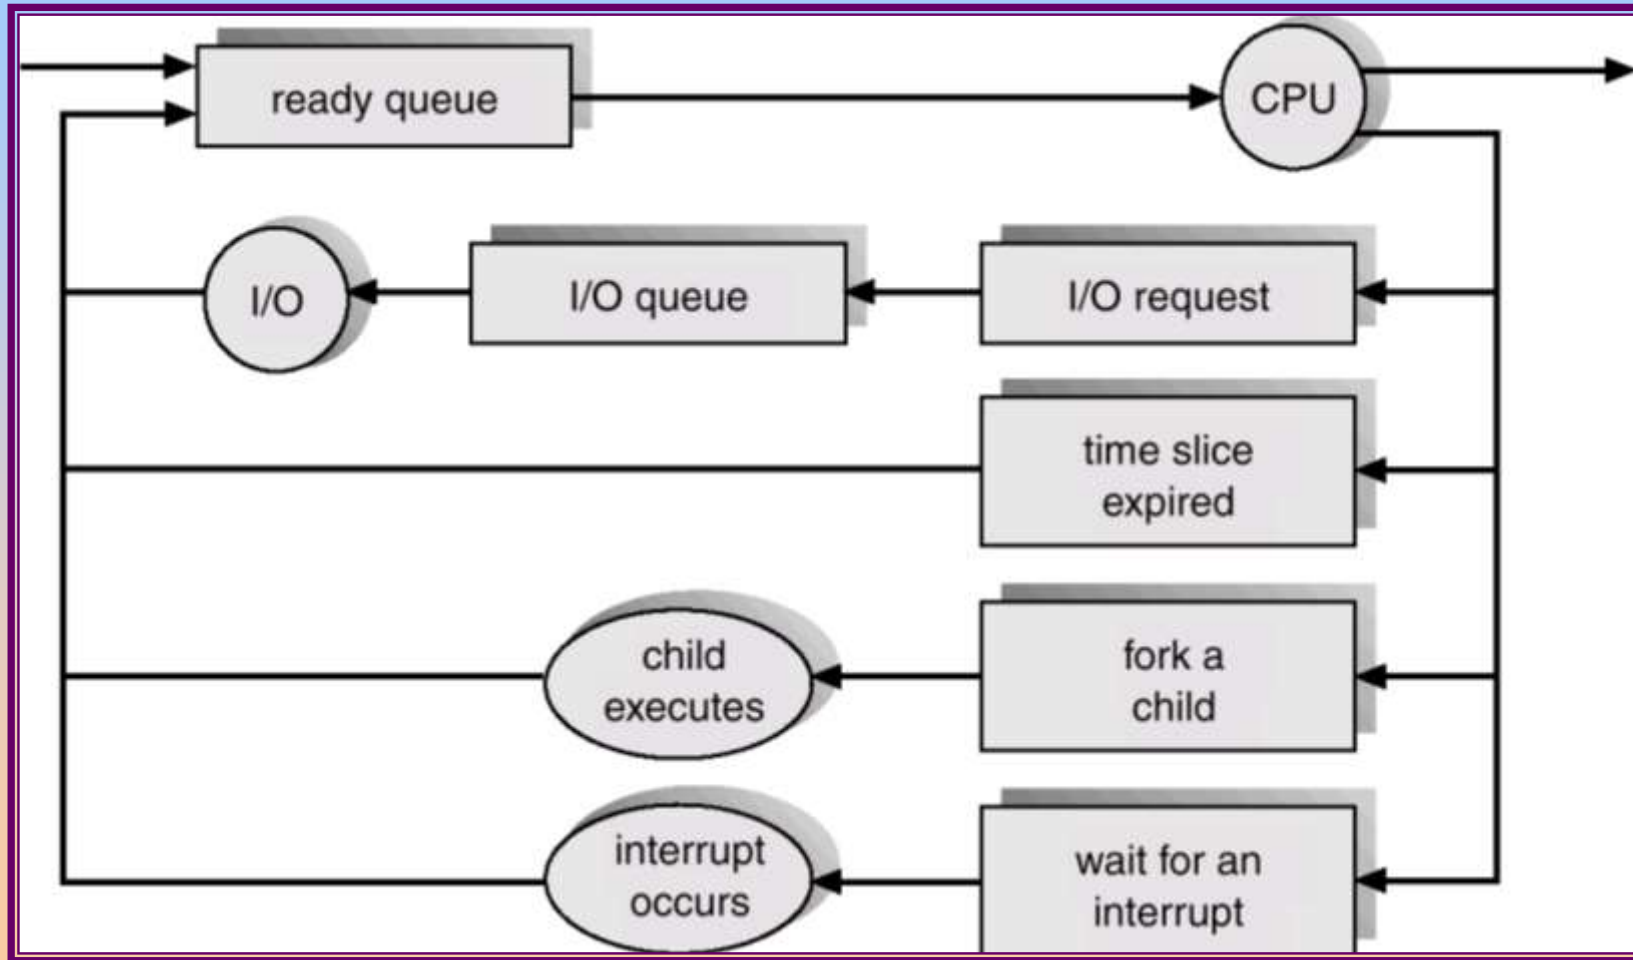 ready queue
CPU
I/O
I/O queue
I/O request
time slice
expired
child
executes
fork a
child
interrupt
occurs
wait for an
interrupt